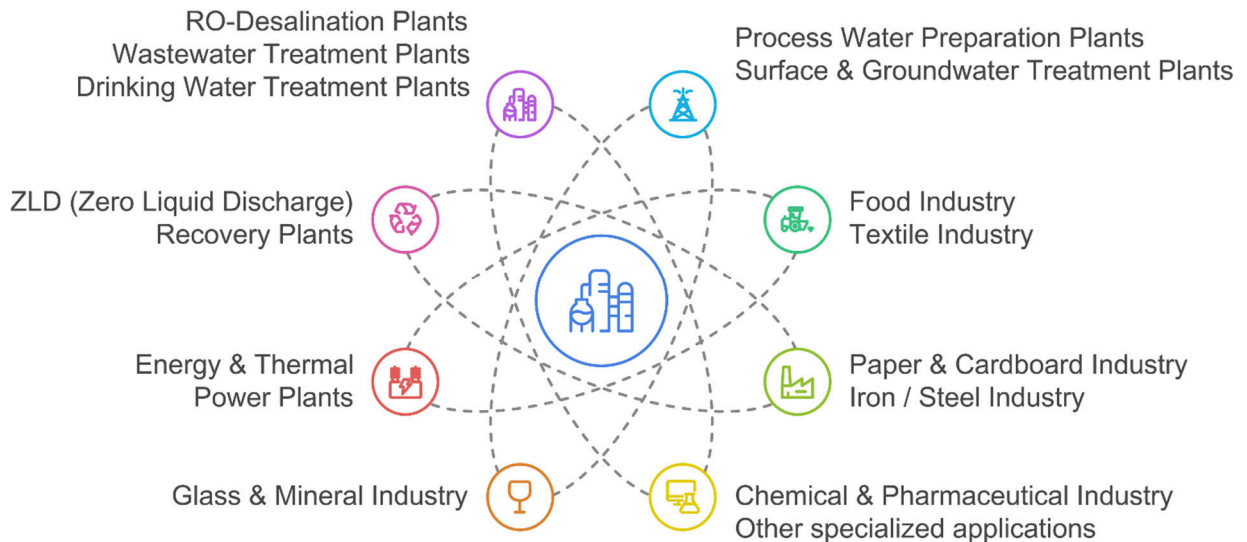 RO-Desalination Plants
Wastewater Treatment Plants
Drinking Water Treatment Plants
Process Water Preparation Plants
Surface & Groundwater Treatment Plants
ZLD (Zero Liquid Discharge)
Recovery Plants
Food Industry
Textile Industry
Energy & Thermal
Power Plants
Paper & Cardboard Industry
Iron / Steel Industry
Glass & Mineral Industry
Chemical & Pharmaceutical Industry
Other specialized applications